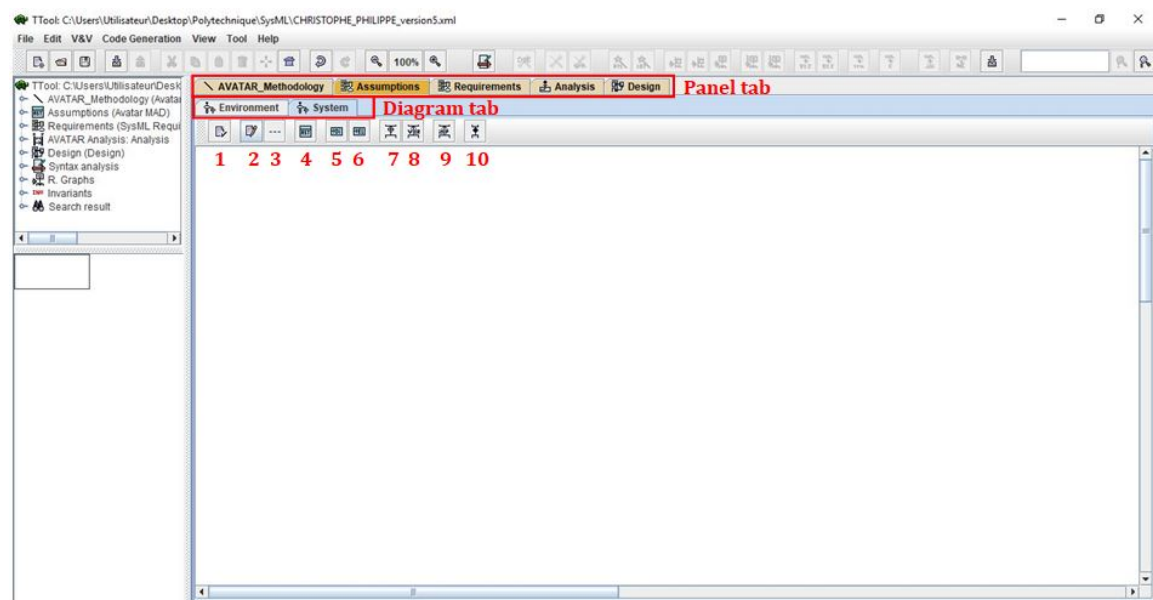 TTool: C:\Users\Utilisateur\Desktop\Polytechnique\SysML\CHRISTOPHE_PHILIPPE_version5.xml
File Edit V&V Code Generation View Tool Help
100%
TTool: C:\Users\Utilisateur\Desk
AVATAR_Methodology (Avatar
Assumptions (Avatar MAD)
Requirements (SysML Requi
AVATAR Analysis: Analysis
Design (Design)
Syntax analysis
R. Graphs
Invariants
Search result
AVATAR_Methodology Assumptions Requirements Analysis Design Panel tab
Environment System Diagram tab
1 2 3 4 5 6 7 8 9 10